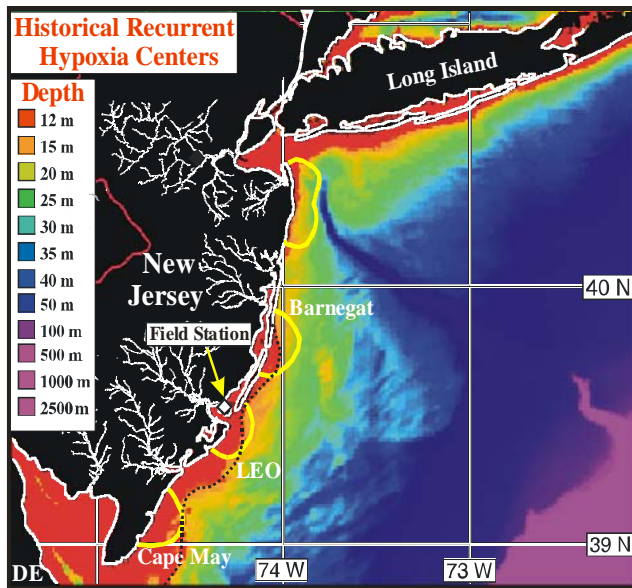 Historical Recurrent
Hypoxia Centers
Depth
12 m
15 m
20 m
25 m
30 m
35 m
40 m
50 m
100 m
500 m
1000 m
2500 m
Long Island
New
Jersey
40 N
Barnegat
Field Station
LEO
Cape May
39 N
DE
74 W
73 W